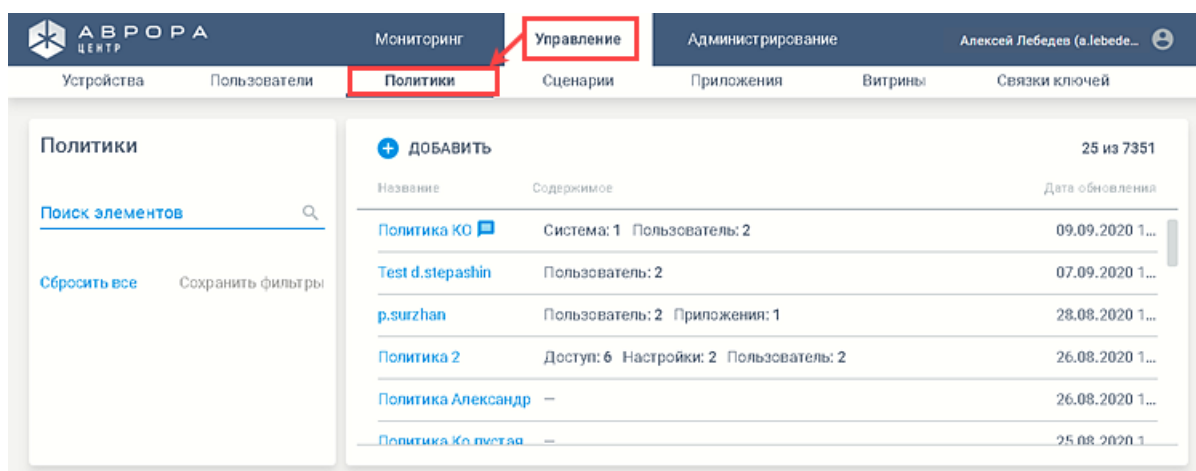 АВРОРА
ЦЕНТР
Мониторинг Управление Администрирование Алексей Лебедев (a.lebede...
Устройства Пользователи Политики Сценарии Приложения Витрины Связки ключей
Политики
Поиск элементов
Сбросить все Сохранить фильтры
ДОБАВИТЬ 25 из 7351
Название Содержимое Дата обновления
Политика КО Система: 1 Пользователь: 2 09.09.2020 1...
Test d.stepashin Пользователь: 2 07.09.2020 1...
p.surzhan Пользователь: 2 Приложения: 1 28.08.2020 1...
Политика 2 Доступ: 6 Настройки: 2 Пользователь: 2 26.08.2020 1...
Политика Александр — 26.08.2020 1...
Политика Ко пустая — 25.08.2020 1